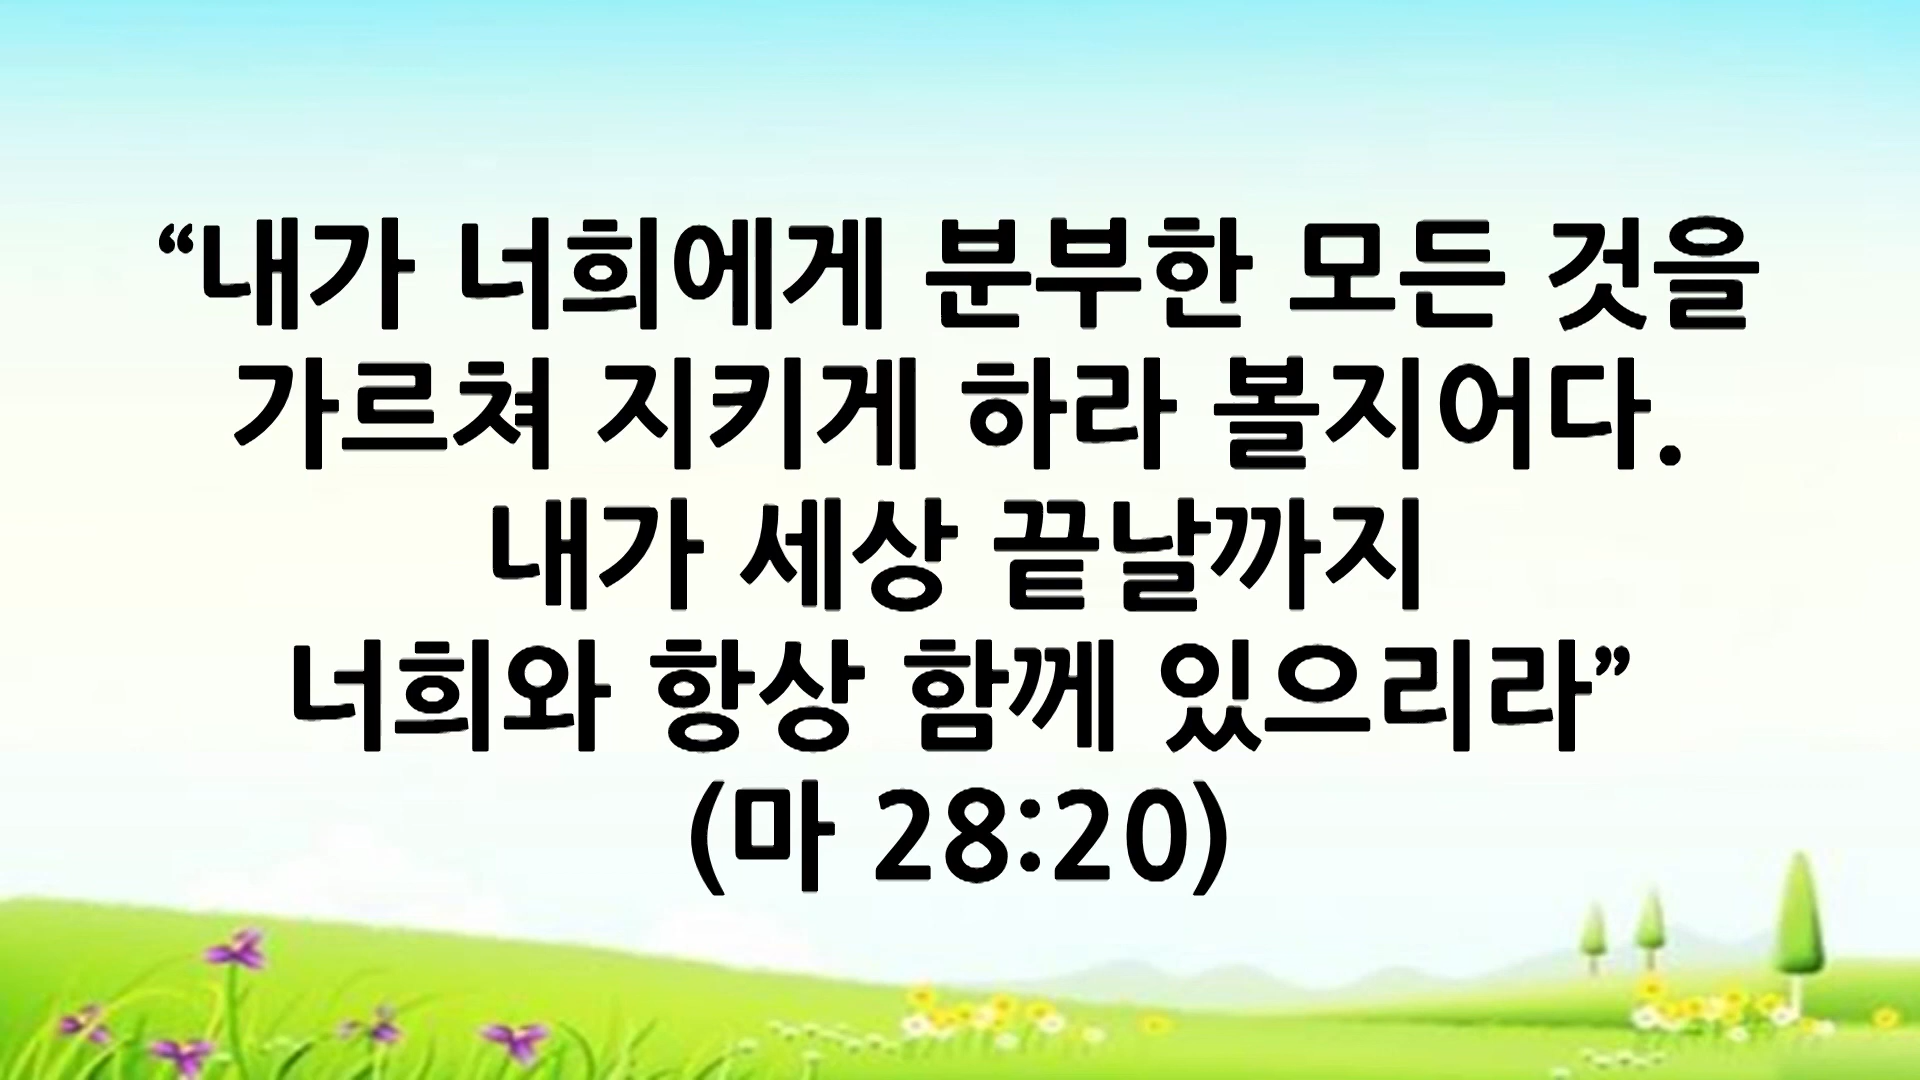 “내가 너희에게 분부한 모든 것을
가르쳐 지키게 하라 볼지어다.
내가 세상 끝날까지
너희와 항상 함께 있으리라”
(마 28:20)